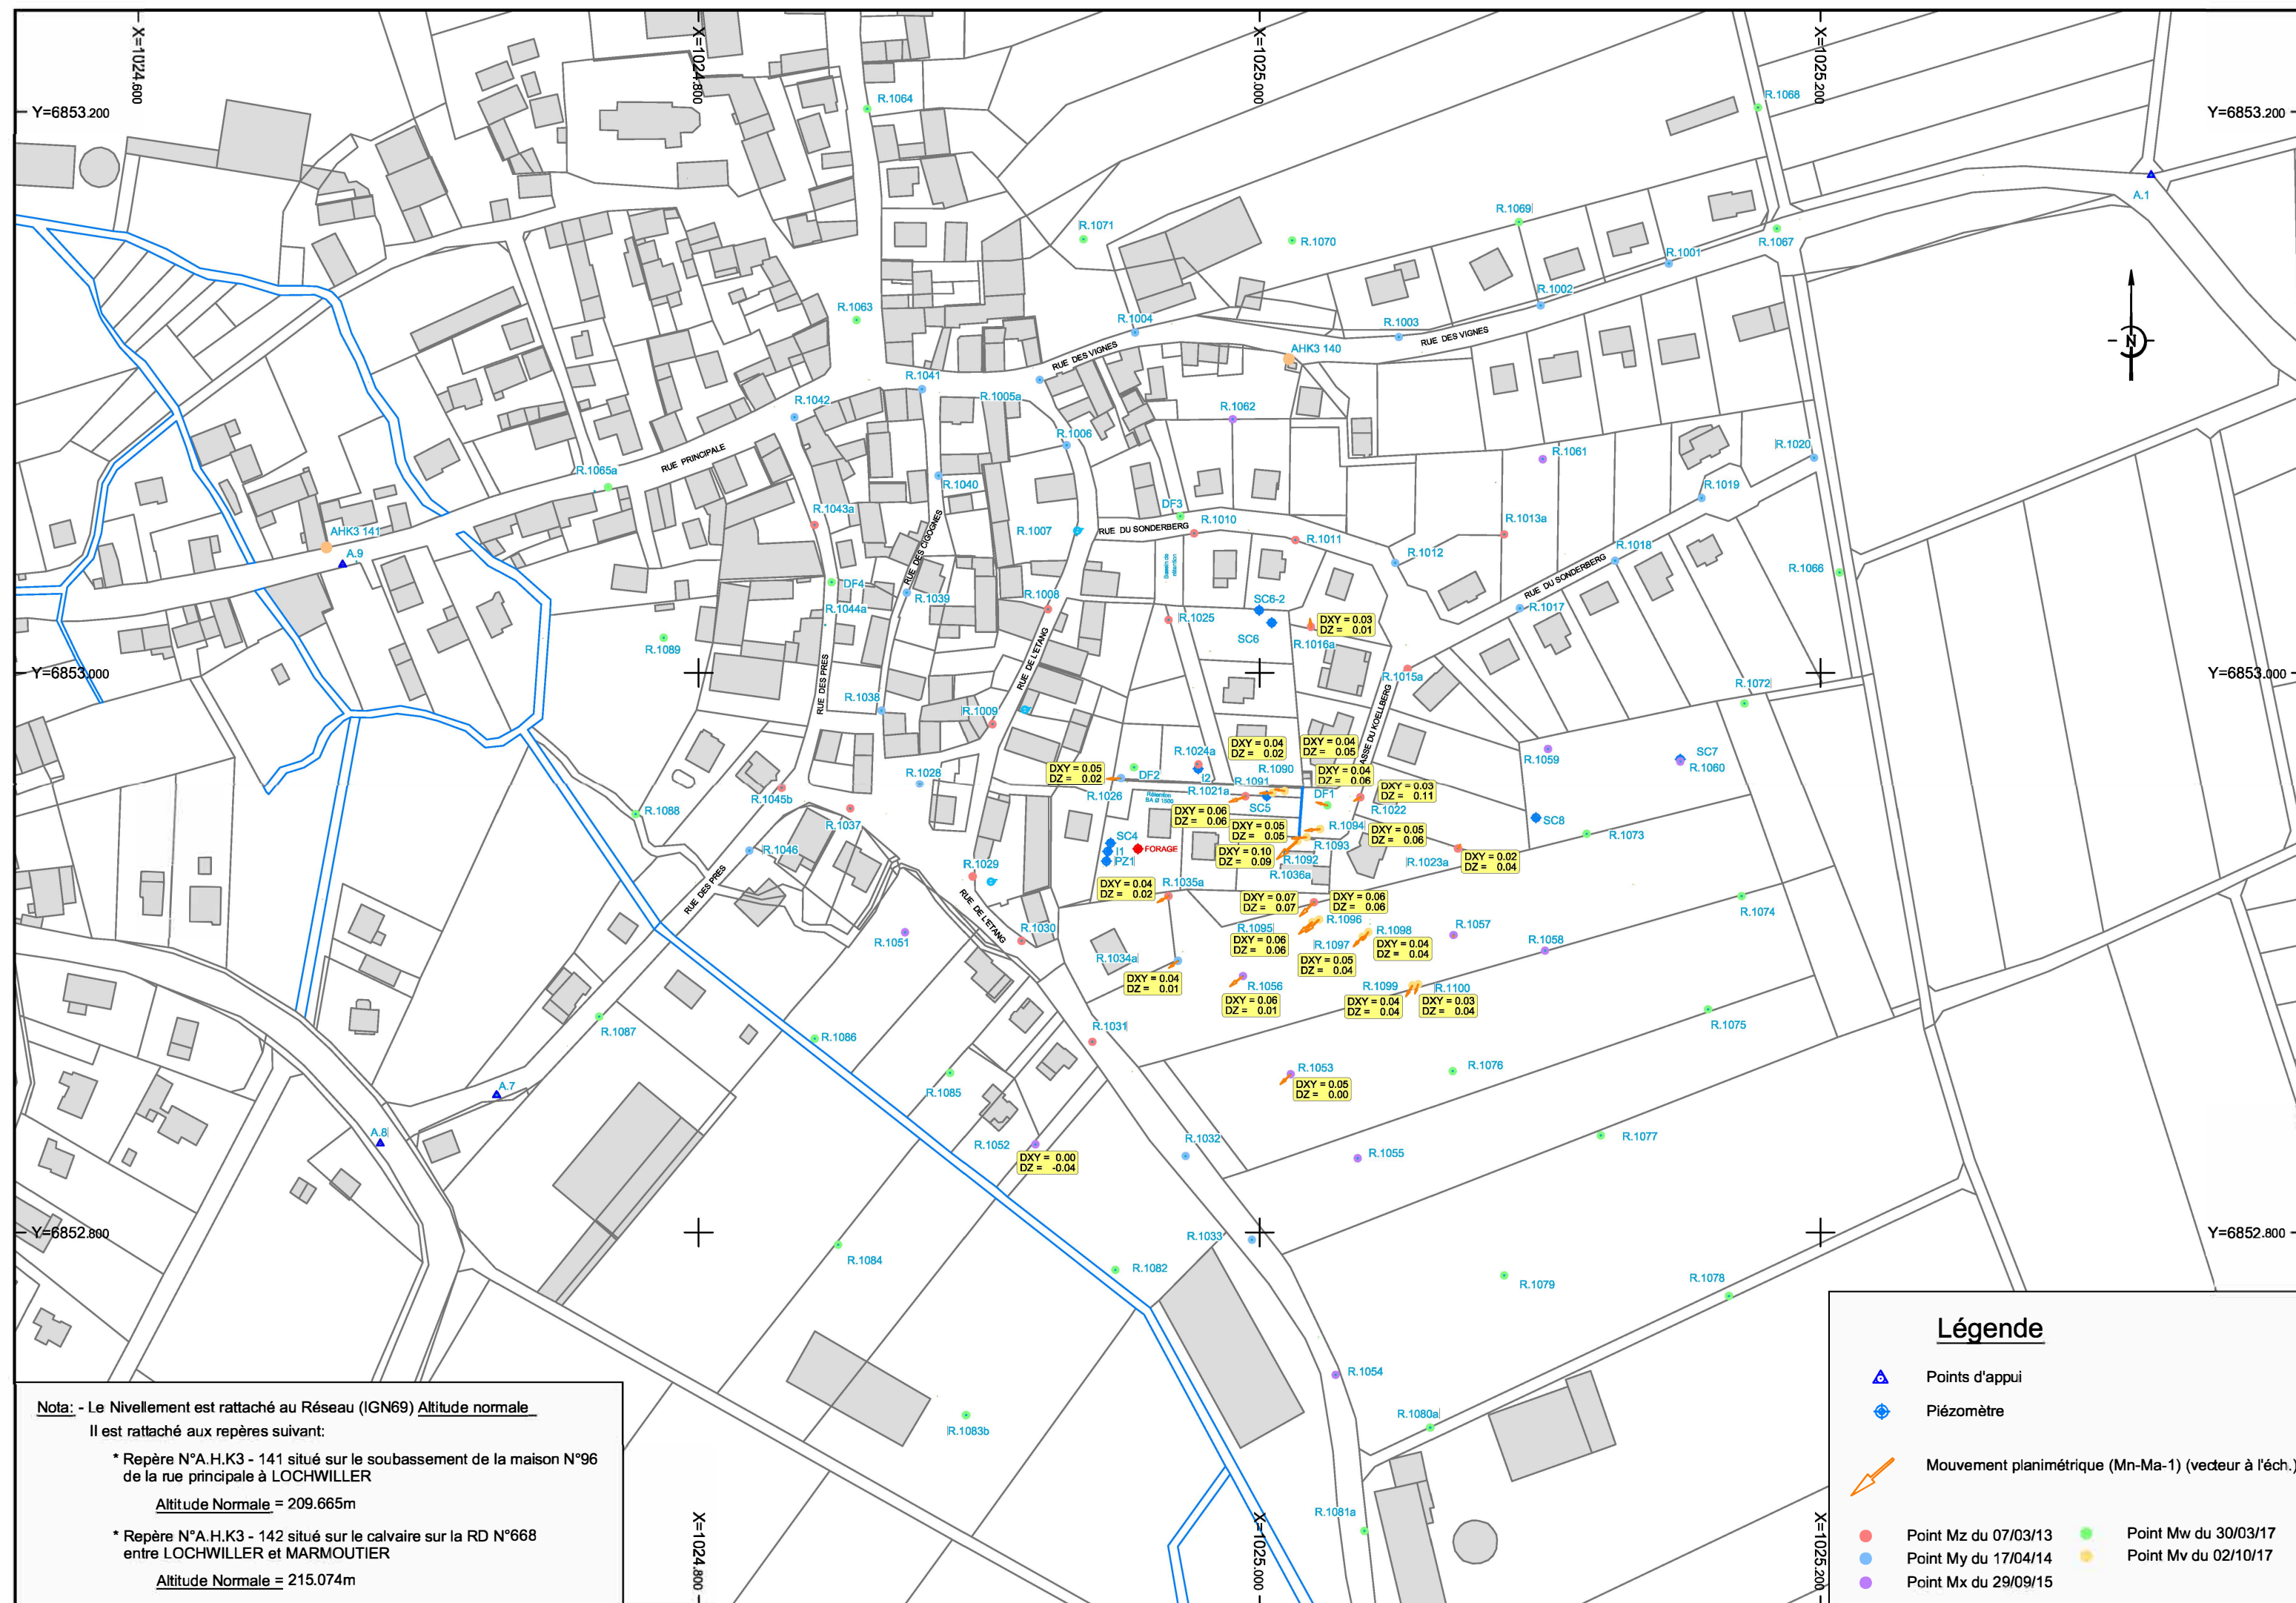 X=1024.600
X=1024.800
X=1025.000
X=1025.200
Y=6853.200
Y=6853.200
R.1064
R.1068
A.1
R.1069
R.1071
R.1070
R.1067
R.1001
R.1002
R.1063
R.1004
R.1003
RUE DES VIGNES
RUE DES VIGNES
AHK3 140
R.1041
R.1005a
R.1042
R.1062
R.1006
R.1061
R.1020
RUE PRINCIPALE
R.1065a
R.1040
R.1019
DF3
R.1043a
R.1007
RUE DU SONDERBERG
R.1010
R.1013a
AHK3 141
A.9
R.1011
R.1012
R.1018
RUE DES CIGOGNES
Bassin de
rétention
R.1066
DF4
R.1044a
R.1039
R.1008
RUE DU SONDERBERG
SC6-2
R.1017
R.1025
DXY = 0.03
DZ = 0.01
SC6
R.1016a
R.1089
RUE DE L'ETANG
Y=6853.000
Y=6853.000
R.1015a
R.1072
RUE DES PRES
R.1038
R.1009
ASSE DU KOELLBERG
DXY = 0.04
DZ = 0.02
DXY = 0.04
DZ = 0.05
R.1024a
R.1059
SC7
R.1060
DXY = 0.05
DZ = 0.02
R.1028
DF2
I2
R.1090
DXY = 0.04
DZ = 0.06
R.1026
Rétention
BA Ø 1500
R.1021a
R.1091
DF1
DXY = 0.03
DZ = 0.11
R.1045b
R.1037
SC5
R.1022
R.1088
DXY = 0.06
DZ = 0.06
SC8
R.1073
DXY = 0.05
DZ = 0.05
R.1094
DXY = 0.05
DZ = 0.06
SC4
I1
PZ1
FORAGE
R.1093
R.1046
DXY = 0.10
DZ = 0.09
R.1092
R.1023a
DXY = 0.02
DZ = 0.04
R.1029
R.1036a
DXY = 0.04
DZ = 0.02
R.1035a
RUE DES PRES
RUE DE L'ETANG
DXY = 0.07
DZ = 0.07
DXY = 0.06
DZ = 0.06
R.1074
R.1051
R.1030
R.1095
R.1096
R.1098
R.1057
DXY = 0.06
DZ = 0.06
R.1097
DXY = 0.04
DZ = 0.04
R.1058
R.1034a
DXY = 0.05
DZ = 0.04
DXY = 0.04
DZ = 0.01
R.1056
R.1099
R.1100
DXY = 0.06
DZ = 0.01
DXY = 0.04
DZ = 0.04
DXY = 0.03
DZ = 0.04
R.1087
R.1086
R.1031
R.1075
R.1053
R.1076
DXY = 0.05
DZ = 0.00
A.7
R.1085
A.8
R.1052
R.1032
R.1077
DXY = 0.00
DZ = -0.04
R.1055
Y=6852.800
Y=6852.800
R.1033
R.1084
R.1082
R.1079
R.1078
R.1054
R.1080a
R.1083b
R.1081a
X=1024.800
X=1025.000
X=1025.200
N
Nota: - Le Nivellement est rattaché au Réseau (IGN69) Altitude normale
Il est rattaché aux repères suivant:
* Repère N°A.H.K3 - 141 situé sur le soubassement de la maison N°96
de la rue principale à LOCHWILLER
Altitude Normale = 209.665m
* Repère N°A.H.K3 - 142 situé sur le calvaire sur la RD N°668
entre LOCHWILLER et MARMOUTIER
Altitude Normale = 215.074m
Légende
Points d'appui
Piézomètre
Mouvement planimétrique (Mn-Ma-1) (vecteur à l'éch.)
Point Mz du 07/03/13
Point My du 17/04/14
Point Mx du 29/09/15
Point Mw du 30/03/17
Point Mv du 02/10/17